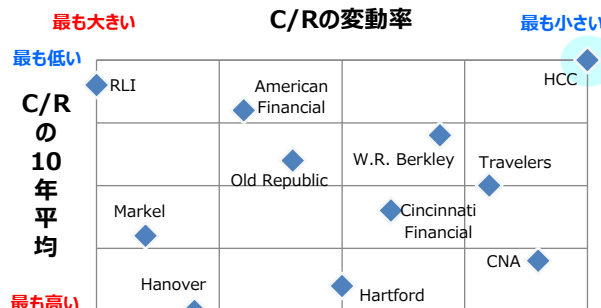 最も大きい
C/Rの変動率
最も小さい
最も低い
C/R
の
10
年
平
均
最も高い
RLI
American
Financial
HCC
W.R. Berkley
Travelers
Old Republic
Markel
Cincinnati
Financial
CNA
Hanover
Hartford